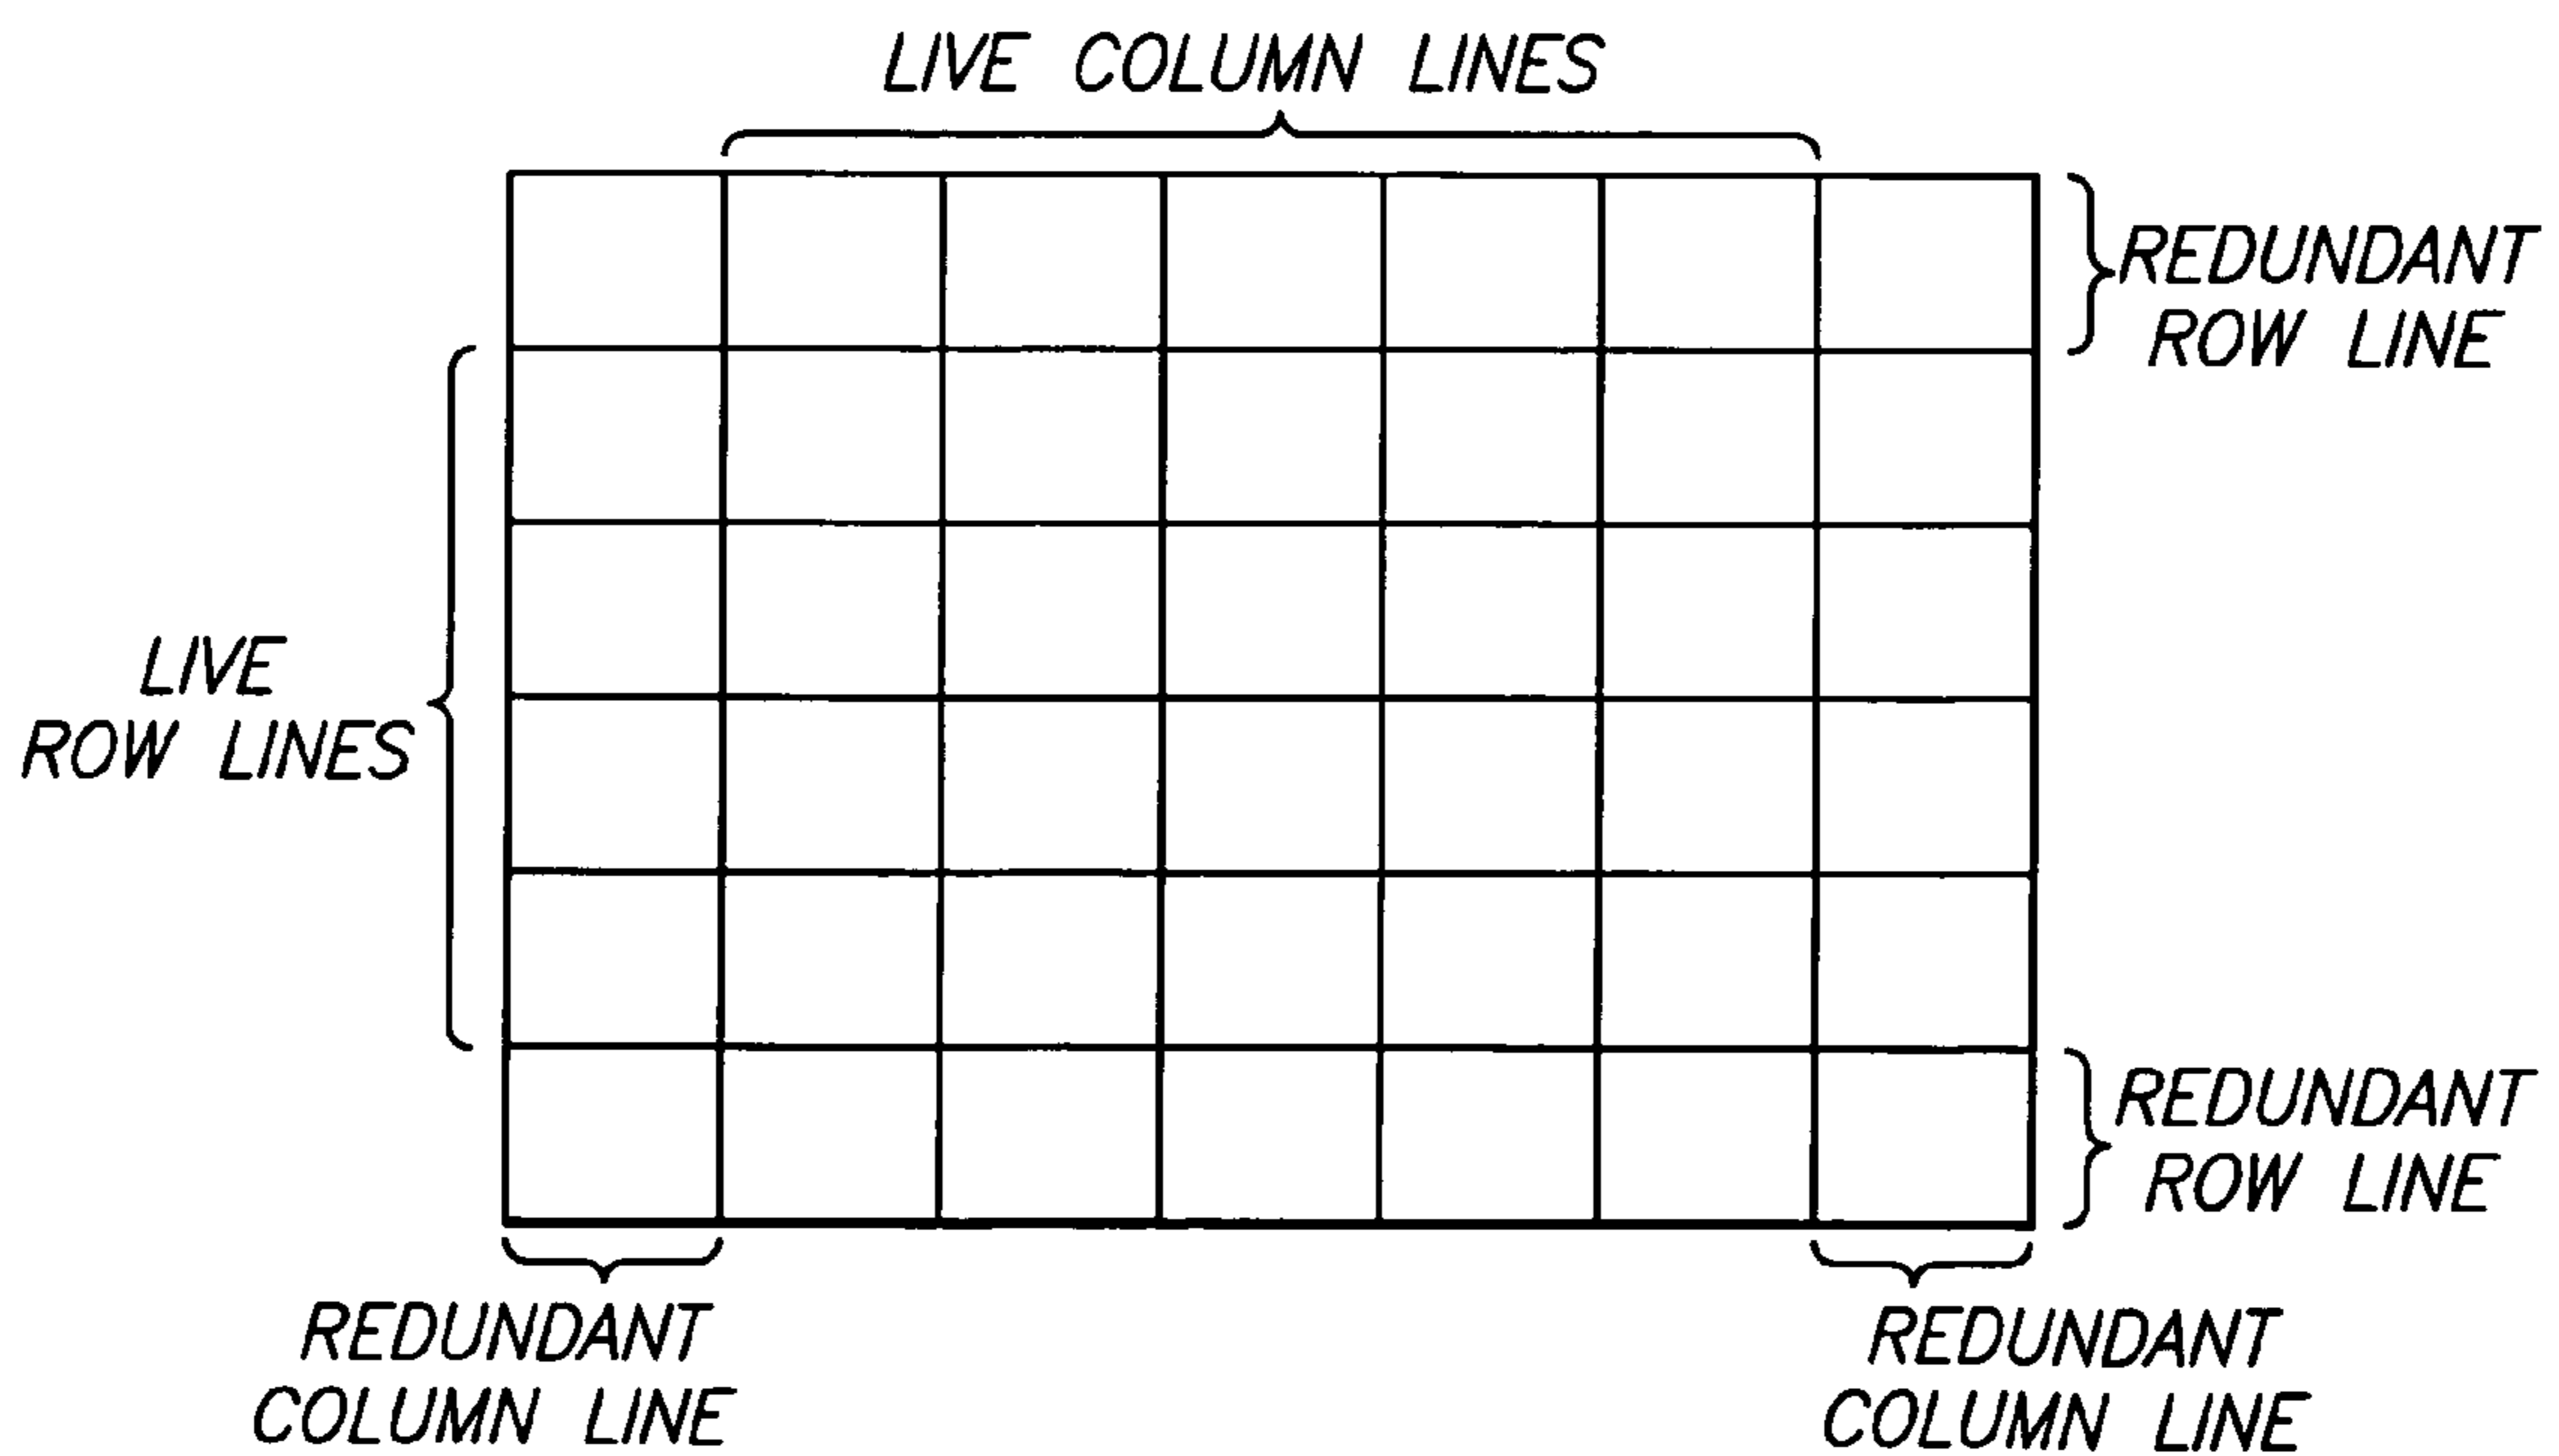 LIVE COLUMN LINES
REDUNDANT
ROW LINE
LIVE
ROW LINES
REDUNDANT
ROW LINE
REDUNDANT
COLUMN LINE
REDUNDANT
COLUMN LINE